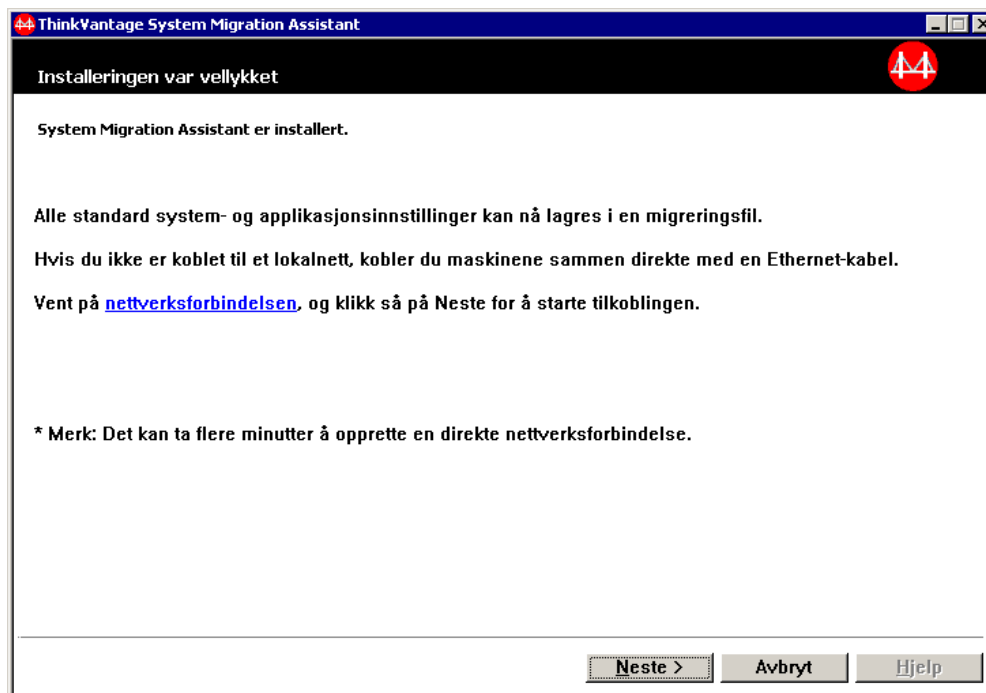 ThinkVantage System Migration Assistant
Installeringen var vellykket
System Migration Assistant er installert.
Alle standard system- og applikasjonsinnstillinger kan nå lagres i en migreringsfil.
Hvis du ikke er koblet til et lokalnett, kobler du maskinene sammen direkte med en Ethernet-kabel.
Vent på nettverksforbindelsen, og klikk så på Neste for å starte tilkoblingen.
* Merk: Det kan ta flere minutter å opprette en direkte nettverksforbindelse.
Neste > Avbryt Hjelp